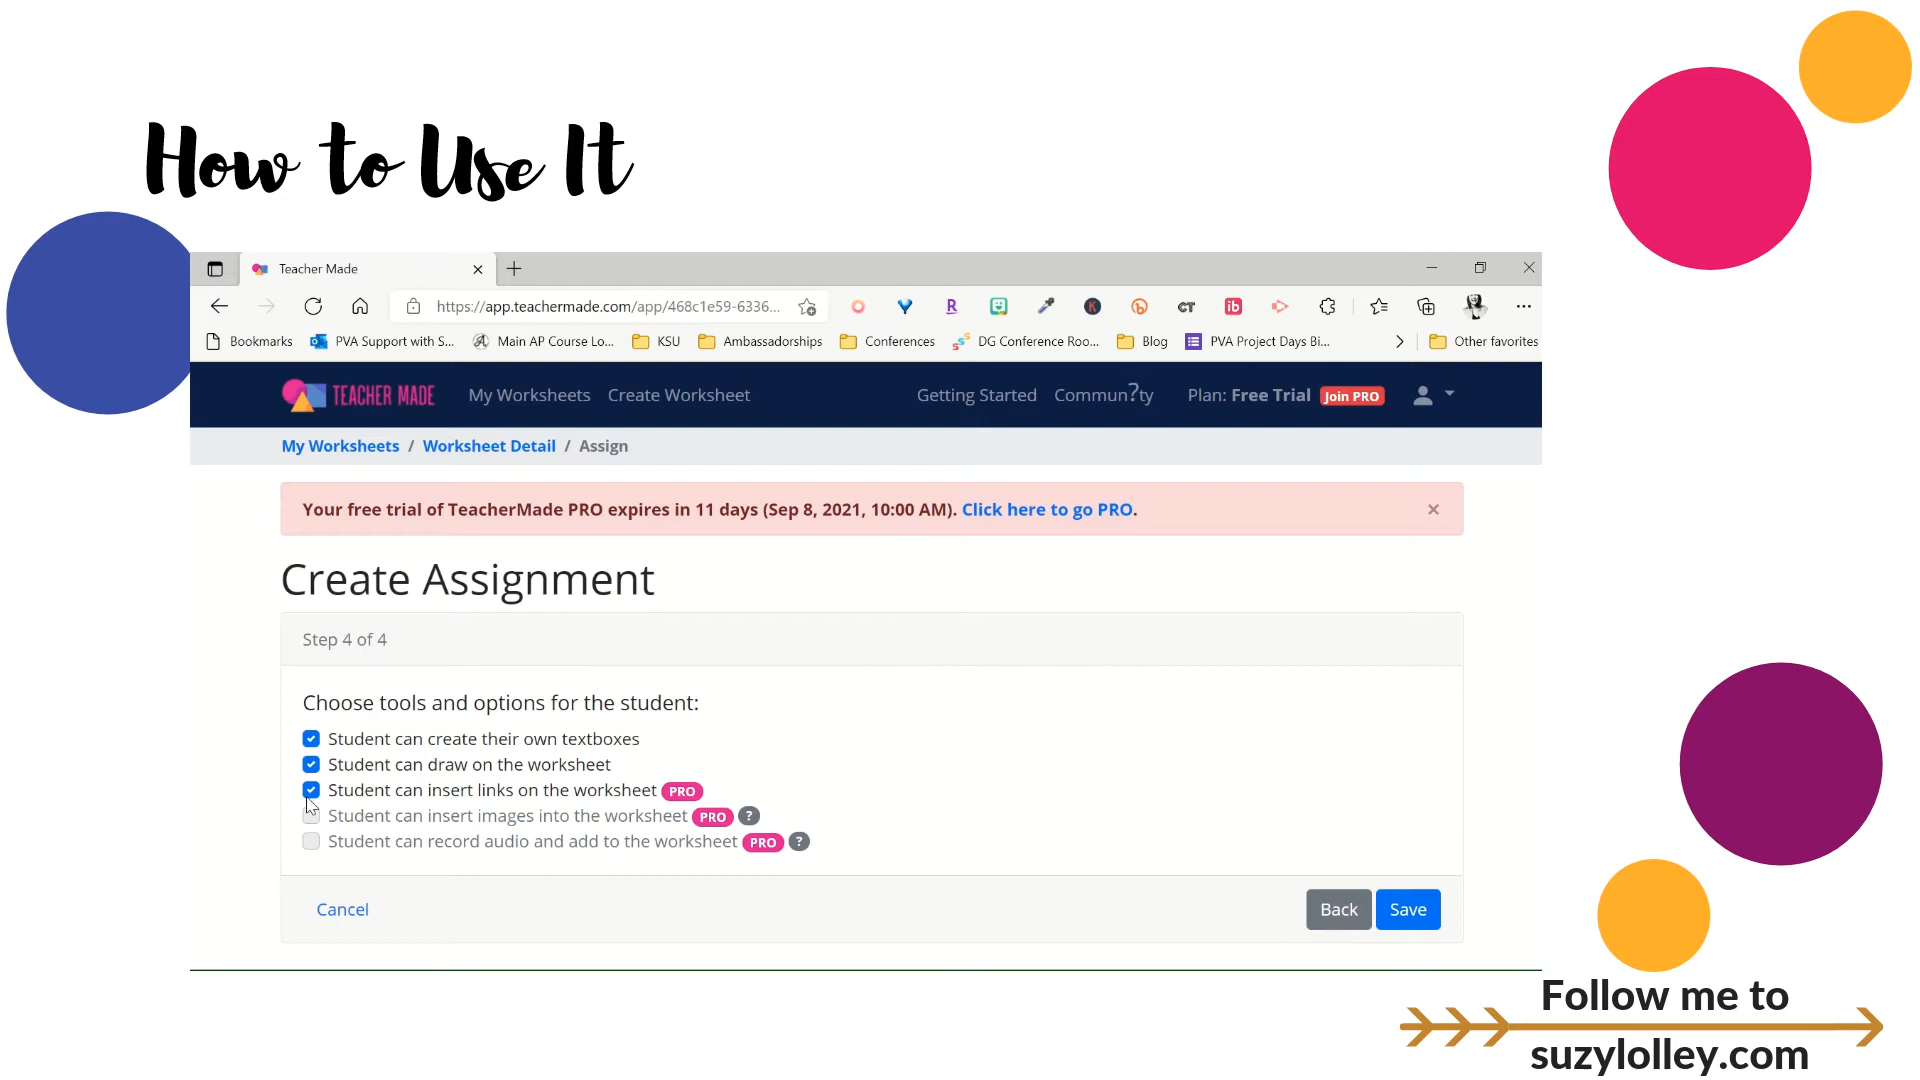 How to Use It
Teacher Made
https://app.teachermade.com/app/468c1e59-6336...
R
K
CT
ib
Bookmarks PVA Support with S... Main AP Course Lo... KSU Ambassadorships Conferences DG Conference Roo... Blog PVA Project Days Bi... Other favorites
TEACHER MADE My Worksheets Create Worksheet Getting Started Commun?ty Plan: Free Trial Join PRO
My Worksheets / Worksheet Detail / Assign
Your free trial of TeacherMade PRO expires in 11 days (Sep 8, 2021, 10:00 AM). Click here to go PRO.
Create Assignment
Step 4 of 4
Choose tools and options for the student:
Student can create their own textboxes
Student can draw on the worksheet
Student can insert links on the worksheet PRO
Student can insert images into the worksheet PRO ?
Student can record audio and add to the worksheet PRO ?
Cancel Back Save
Follow me to
suzylolley.com